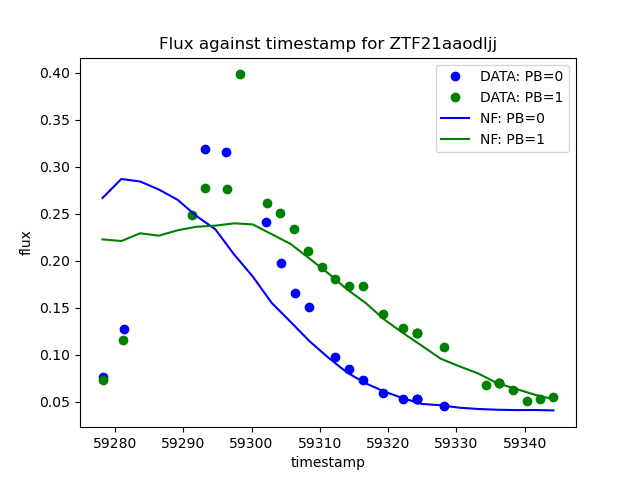 Flux against timestamp for ZTF21aaodljj
DATA: PB=0
DATA: PB=1
NF: PB=0
NF: PB=1
flux
0.40
0.35
0.30
0.25
0.20
0.15
0.10
0.05
59280 59290 59300 59310 59320 59330 59340
timestamp